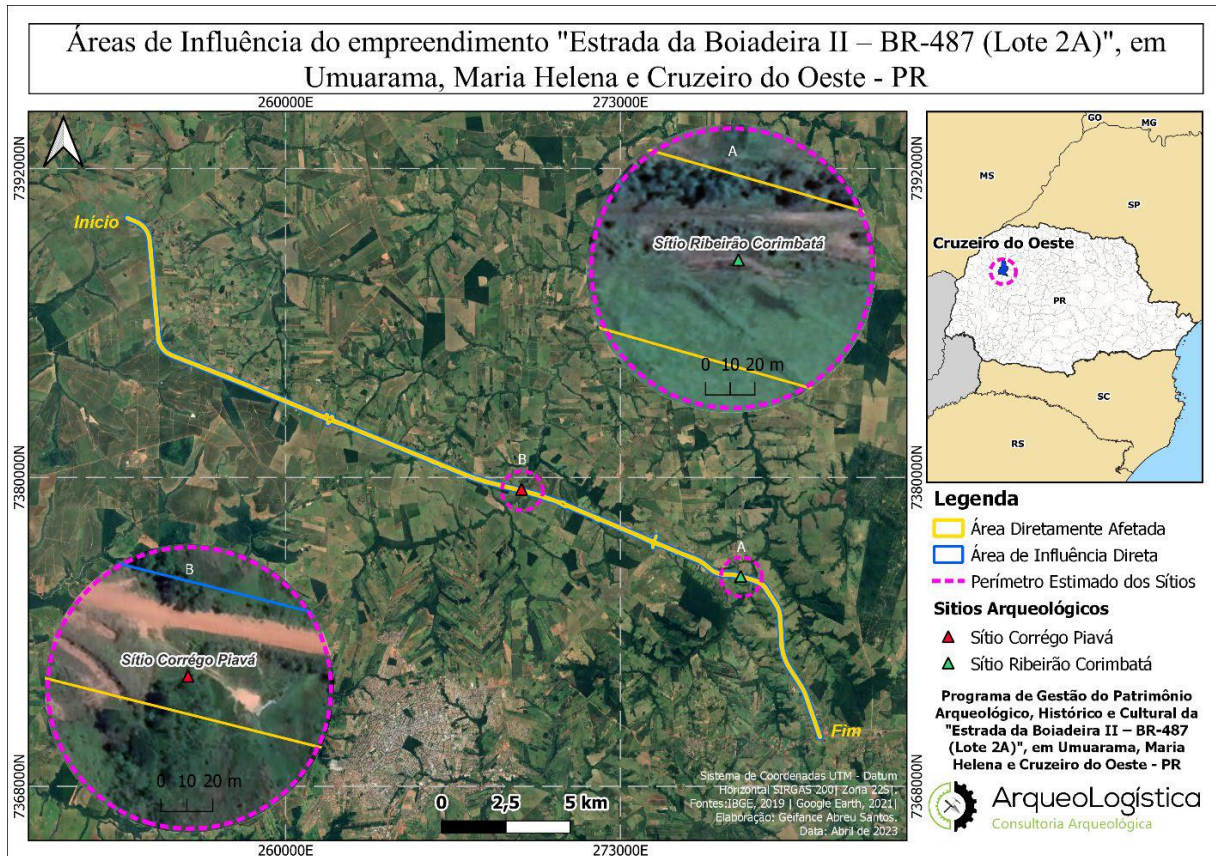 Áreas de Influência do empreendimento "Estrada da Boiadeira II – BR-487 (Lote 2A)", em
Umuarama, Maria Helena e Cruzeiro do Oeste - PR
260000E
273000E
7392000N
7380000N
7368000N
Início
A
Sítio Ribeirão Corimbatá
0 10 20 m
B
A
B
Sítio Corrégo Piavá
0 10 20 m
Fim
0 2,5 5 km
Sistema de Coordenadas UTM - Datum
Horizontal SIRGAS 200| Zona 22S|.
Fontes:IBGE, 2019 | Google Earth, 2021|
Elaboração: Geifance Abreu Santos.
Data: Abril de 2023
260000E
273000E
7392000N
7380000N
7368000N
GO
MG
MS
SP
Cruzeiro do Oeste
PR
SC
RS
Legenda
Área Diretamente Afetada
Área de Influência Direta
Perímetro Estimado dos Sítios
Sitios Arqueológicos
Sítio Corrégo Piavá
Sítio Ribeirão Corimbatá
Programa de Gestão do Patrimônio
Arqueológico, Histórico e Cultural da
"Estrada da Boiadeira II – BR-487
(Lote 2A)", em Umuarama, Maria
Helena e Cruzeiro do Oeste - PR
ArqueoLogística
Consultoria Arqueológica